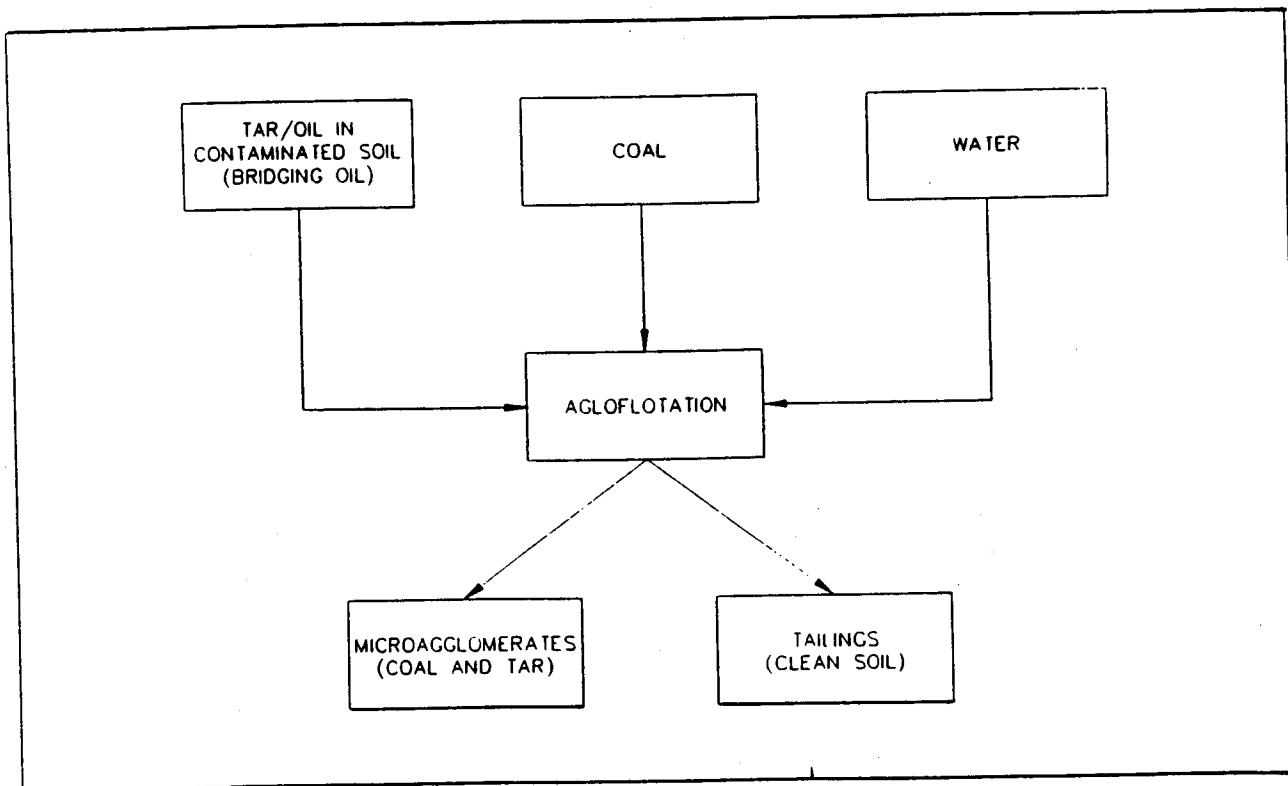 TAR/OIL IN
CONTAMINATED SOIL
(BRIDGING OIL)
COAL
WATER
AGLOFLOTATION
MICROAGGLOMERATES
(COAL AND TAR)
TAILINGS
(CLEAN SOIL)